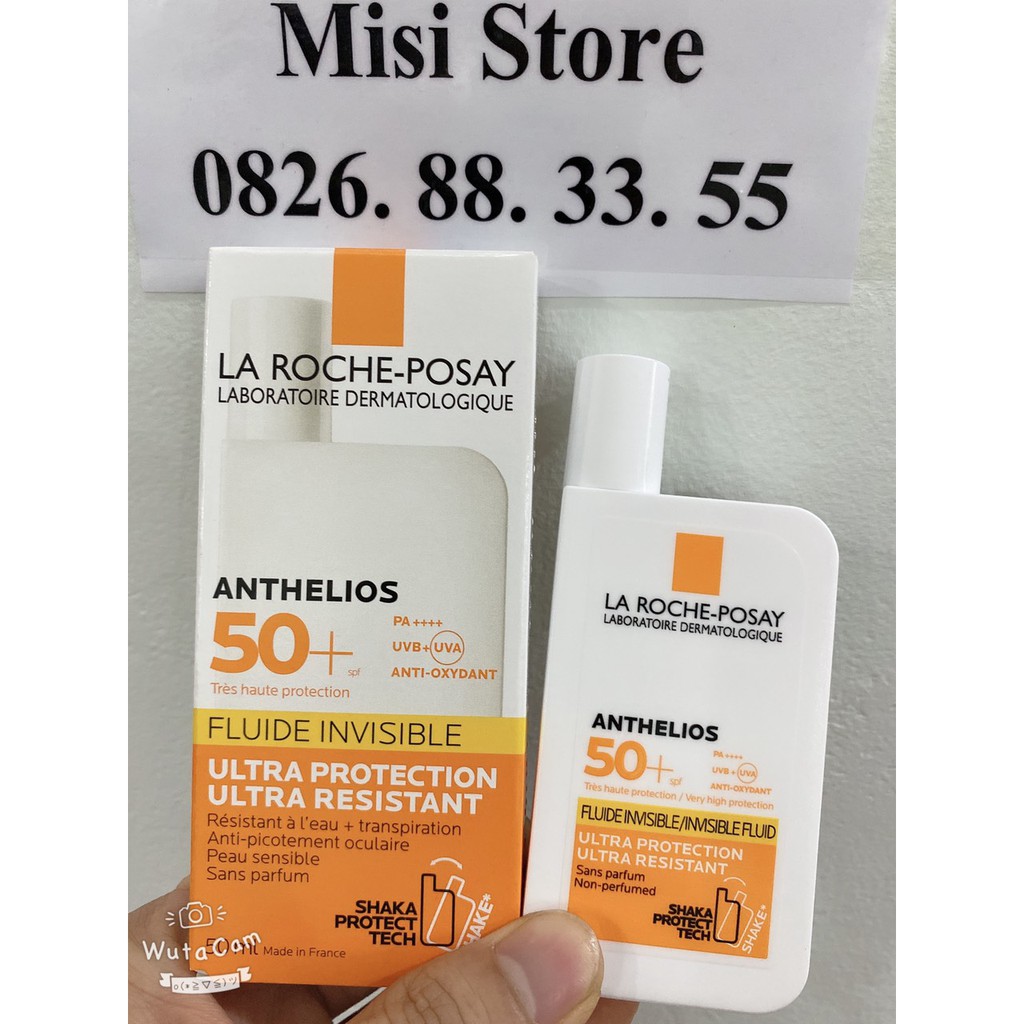 Misi Store
0826. 88. 33. 55
LA ROCHE-POSAY
LABORATOIRE DERMATOLOGIQUE
ANTHELIOS
50+ spf
PA ++++
UVB+ UVA
ANTI-OXYDANT
Très haute protection
FLUIDE INVISIBLE
ULTRA PROTECTION
ULTRA RESISTANT
Résistant à l'eau + transpiration
Anti-picotement oculaire
Peau sensible
Sans parfum
SHAKA
PROTECT
TECH
SHAKE*
50 ml Made in France
LA ROCHE-POSAY
LABORATOIRE DERMATOLOGIQUE
ANTHELIOS
50+ spf
PA ++++
UVB+ UVA
ANTI-OXYDANT
Très haute protection / Very high protection
FLUIDE INVISIBLE/INVISIBLE FLUID
ULTRA PROTECTION
ULTRA RESISTANT
Sans parfum
Non-perfumed
SHAKA
PROTECT
TECH
SHAKE*
WutaCam